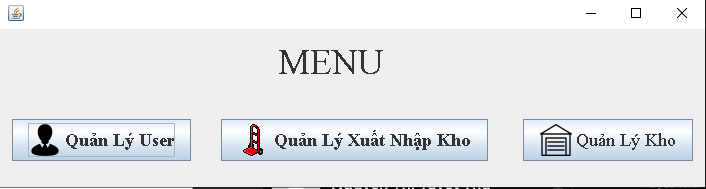 MENU
Quản Lý User
Quản Lý Xuất Nhập Kho
Quản Lý Kho